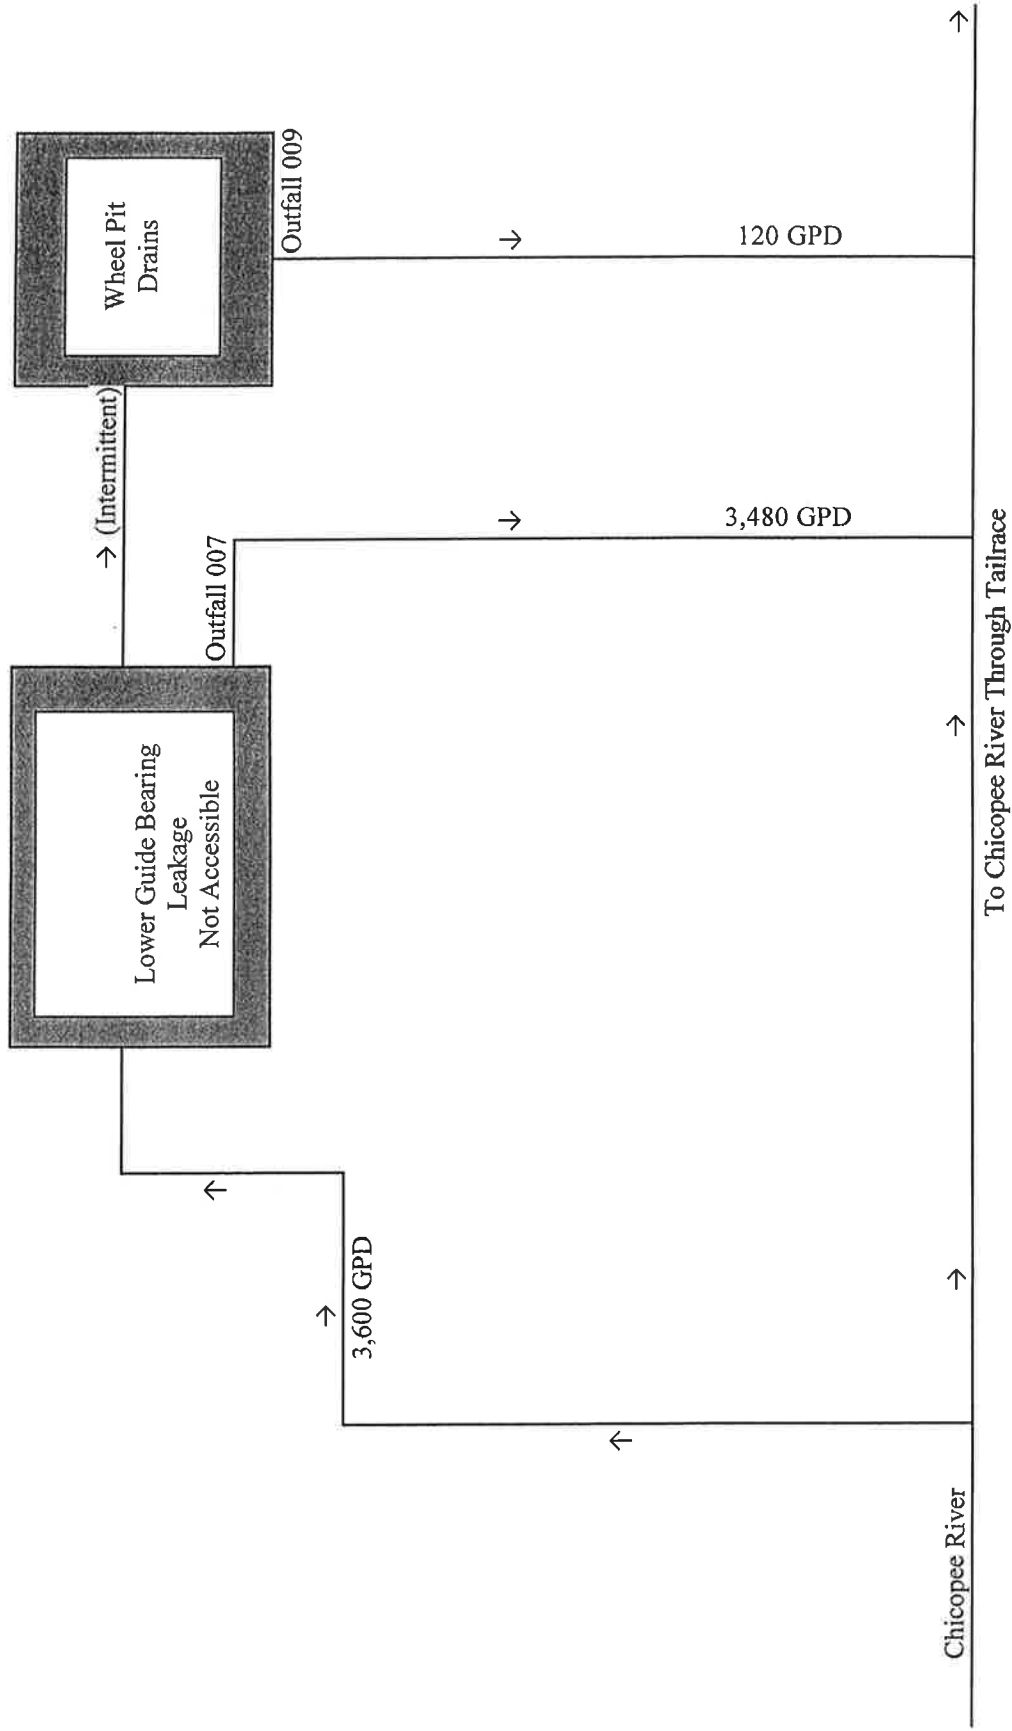 Wheel Pit
Drains
Outfall 009
→ (Intermittent)
120 GPD
Outfall 007
3,480 GPD
Lower Guide Bearing
Leakage
Not Accessible
3,600 GPD
Chicopee River
To Chicopee River Through Tailrace